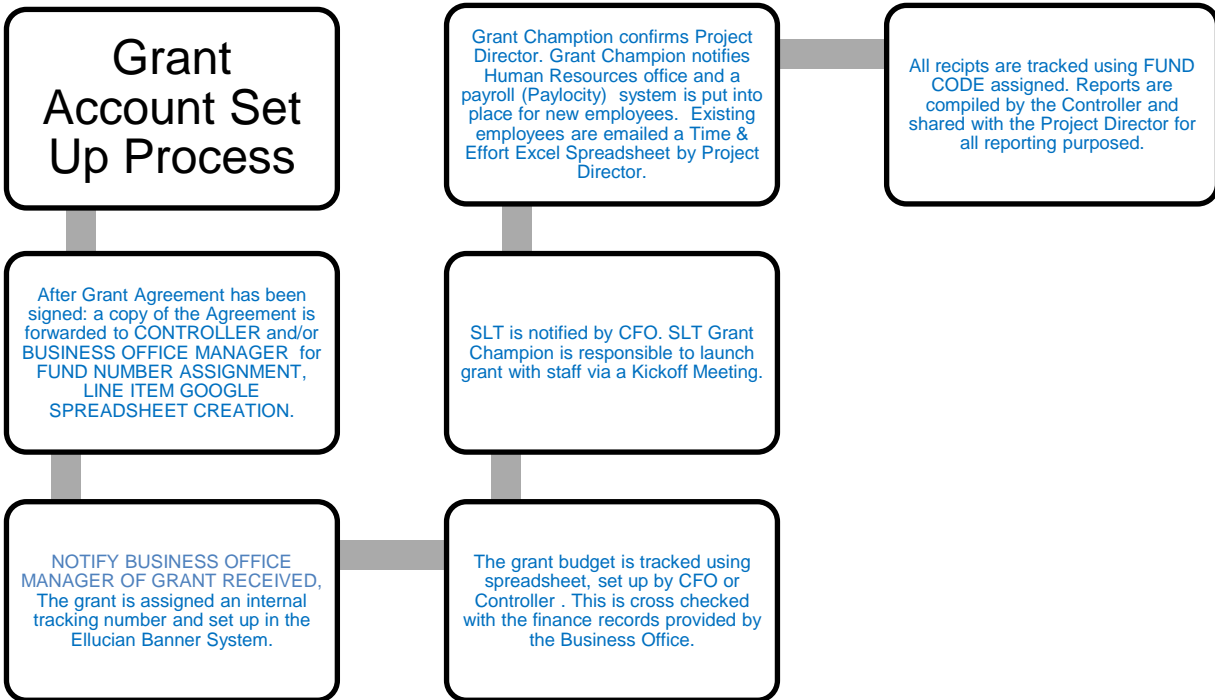 Grant
Account Set
Up Process
After Grant Agreement has been
signed: a copy of the Agreement is
forwarded to CONTROLLER and/or
BUSINESS OFFICE MANAGER for
FUND NUMBER ASSIGNMENT,
LINE ITEM GOOGLE
SPREADSHEET CREATION.
NOTIFY BUSINESS OFFICE
MANAGER OF GRANT RECEIVED,
The grant is assigned an internal
tracking number and set up in the
Ellucian Banner System.
The grant budget is tracked using
spreadsheet, set up by CFO or
Controller . This is cross checked
with the finance records provided by
the Business Office.
SLT is notified by CFO. SLT Grant
Champion is responsible to launch
grant with staff via a Kickoff Meeting.
Grant Chamption confirms Project
Director. Grant Champion notifies
Human Resources office and a
payroll (Paylocity) system is put into
place for new employees. Existing
employees are emailed a Time &
Effort Excel Spreadsheet by Project
Director.
All recipts are tracked using FUND
CODE assigned. Reports are
compiled by the Controller and
shared with the Project Director for
all reporting purposed.